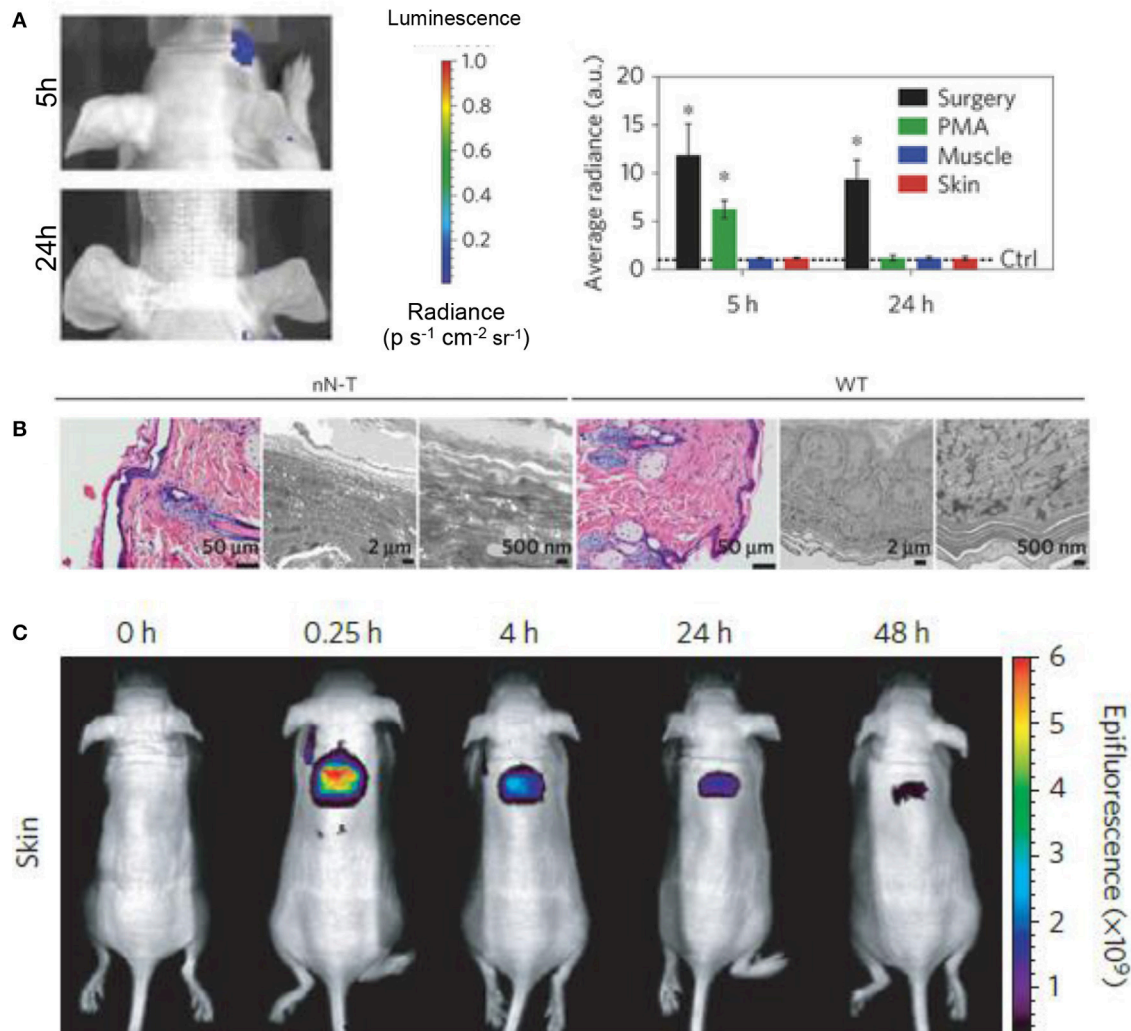 A
5h
24h
Luminescence
1.0
0.8
0.6
0.4
0.2
Radiance
(p s⁻¹ cm⁻² sr⁻¹)
Average radiance (a.u.)
20
15
10
5
0
*
*
*
Surgery
PMA
Muscle
Skin
Ctrl
5 h
24 h
nN-T
WT
B
50 µm
2 µm
500 nm
50 µm
2 µm
500 nm
C
0 h
0.25 h
4 h
24 h
48 h
Skin
6
5
4
3
2
1
Epifluorescence (x10⁹)